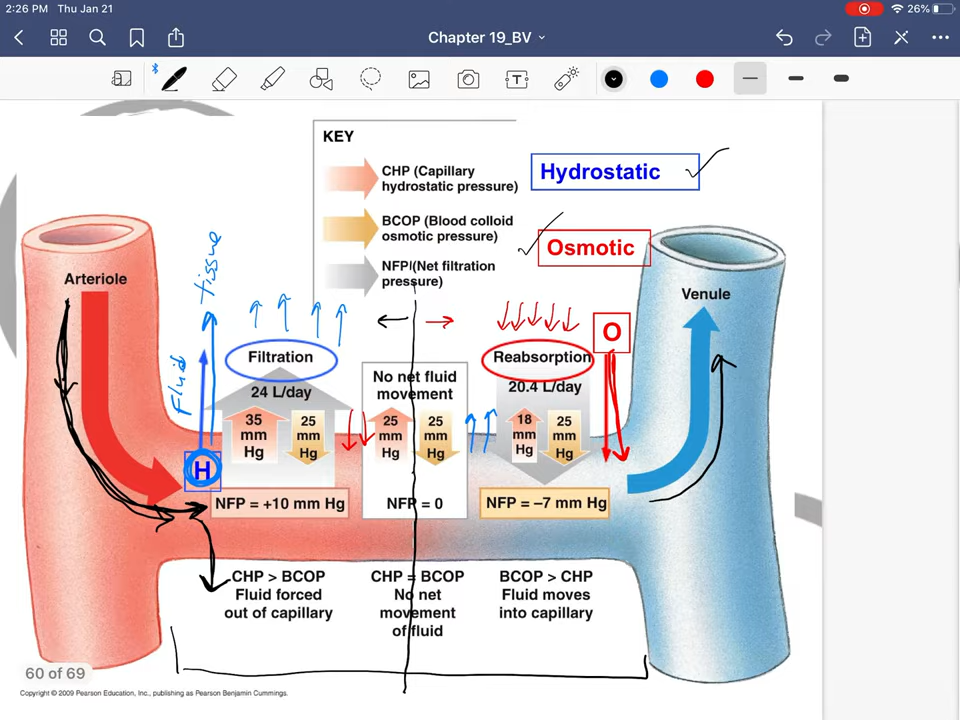 2:26 PM Thu Jan 21
26%
Chapter 19_BV
T
KEY
CHP (Capillary
hydrostatic pressure)
Hydrostatic
BCOP (Blood colloid
osmotic pressure)
Osmotic
NFP (Net filtration
pressure)
Arteriole
Venule
Fluid
tissue
Filtration
24 L/day
35
mm
Hg
25
mm
Hg
No net fluid
movement
25
mm
Hg
25
mm
Hg
Reabsorption
20.4 L/day
18
mm
Hg
25
mm
Hg
O
H
NFP = +10 mm Hg
NFP = 0
NFP = –7 mm Hg
CHP > BCOP
Fluid forced
out of capillary
CHP = BCOP
No net
movement
of fluid
BCOP > CHP
Fluid moves
into capillary
60 of 69
Copyright © 2009 Pearson Education, Inc., publishing as Pearson Benjamin Cummings.